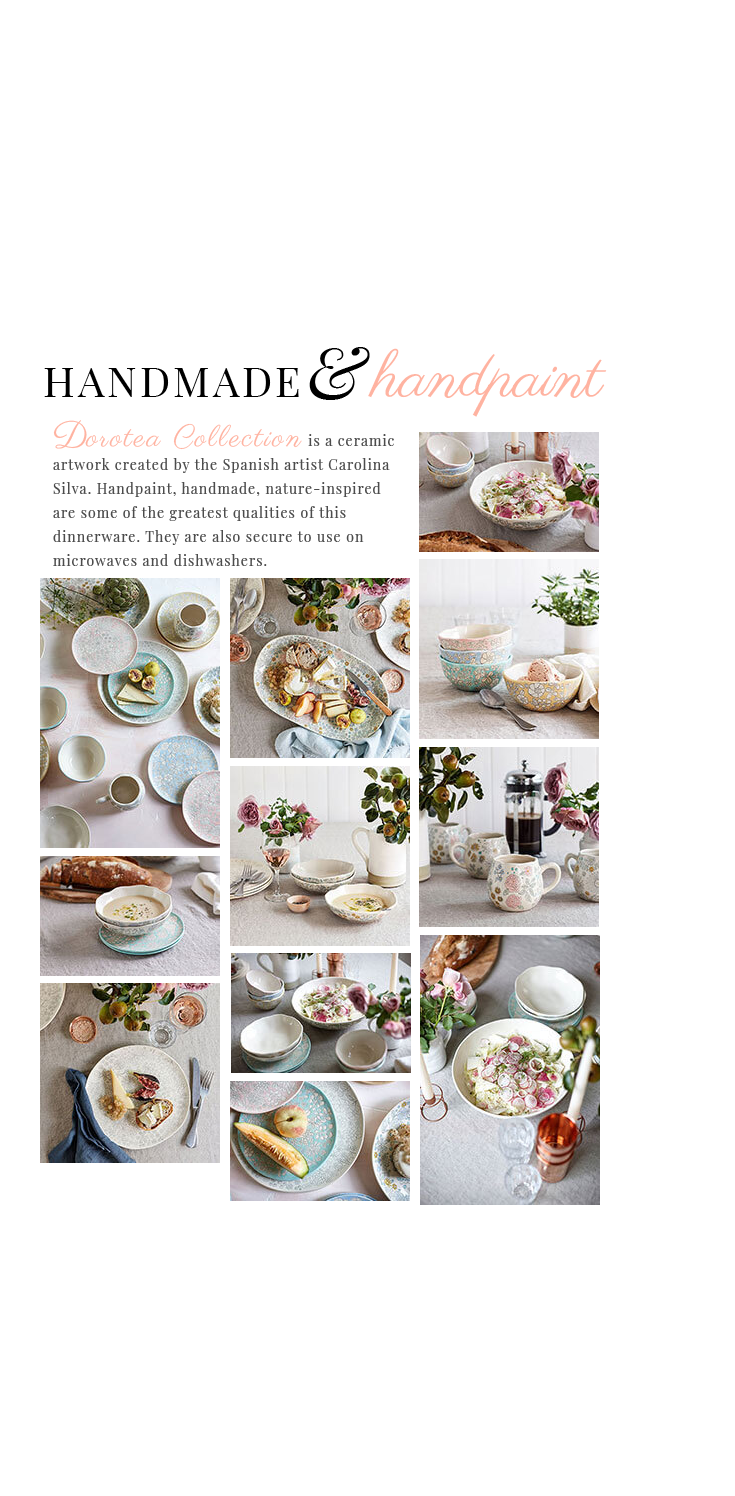 HANDMADE & handpaint
Dorotea Collection is a ceramic
artwork created by the Spanish artist Carolina
Silva. Handpaint, handmade, nature-inspired
are some of the greatest qualities of this
dinnerware. They are also secure to use on
microwaves and dishwashers.